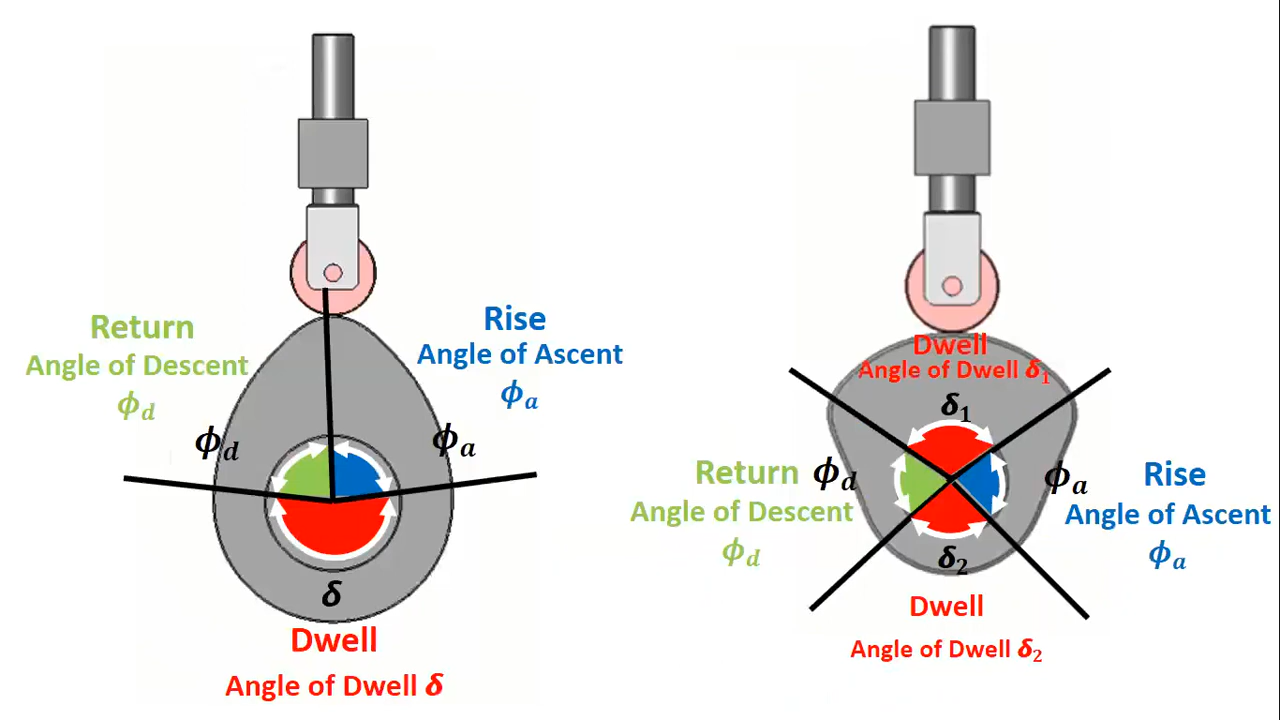 Return
Angle of Descent
ϕd
Rise
Angle of Ascent
ϕa
ϕd
ϕa
δ
Dwell
Angle of Dwell δ
Dwell
Angle of Dwell δ1
δ1
Return
Angle of Descent
ϕd
ϕd
ϕa
Rise
Angle of Ascent
ϕa
δ2
Dwell
Angle of Dwell δ2